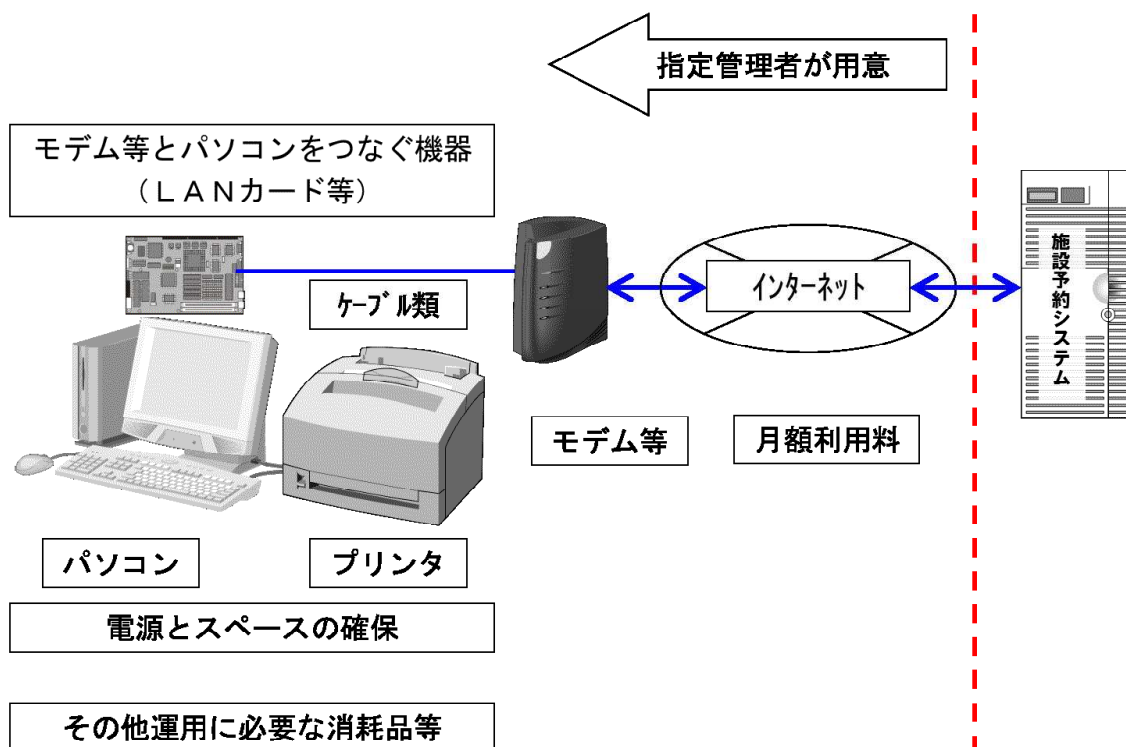 指定管理者が用意
モデム等とパソコンをつなぐ機器
(LANカード等)
ケーブル類
インターネット
施設予約システム
モデム等
月額利用料
パソコン
プリンタ
電源とスペースの確保
その他運用に必要な消耗品等